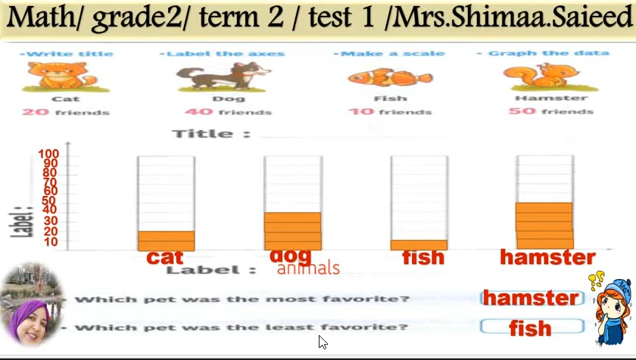 Math/ grade2/ term 2 / test 1 /Mrs.Shimaa.Saieed
•Write title •Label the axes •Make a scale • Graph the data
Cat Dog Fish Hamster
20 friends 40 friends 10 friends 50 friends
Title :
100
90
80
70
60
50
40
30
20
10
Label :
cat dog fish hamster
Label : animals
Which pet was the most favorite? hamster
Which pet was the least favorite? fish